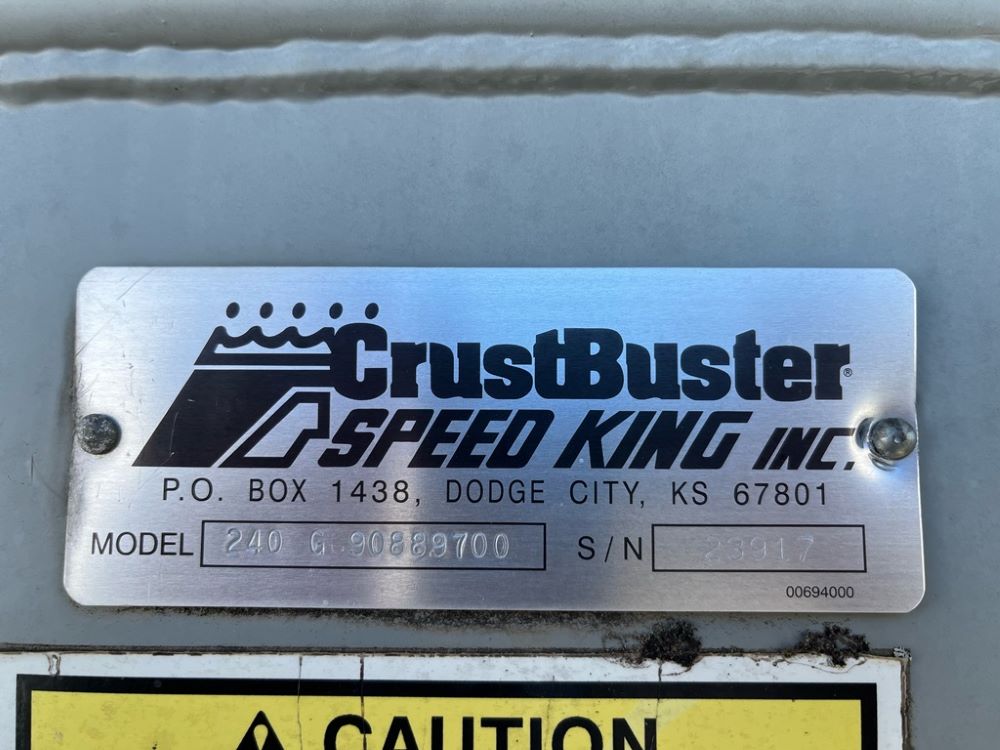 CrustBuster®
SPEED KING INC.
P.O. BOX 1438, DODGE CITY, KS 67801
MODEL 240 G 90889700 S/N 23917
00694000
CAUTION